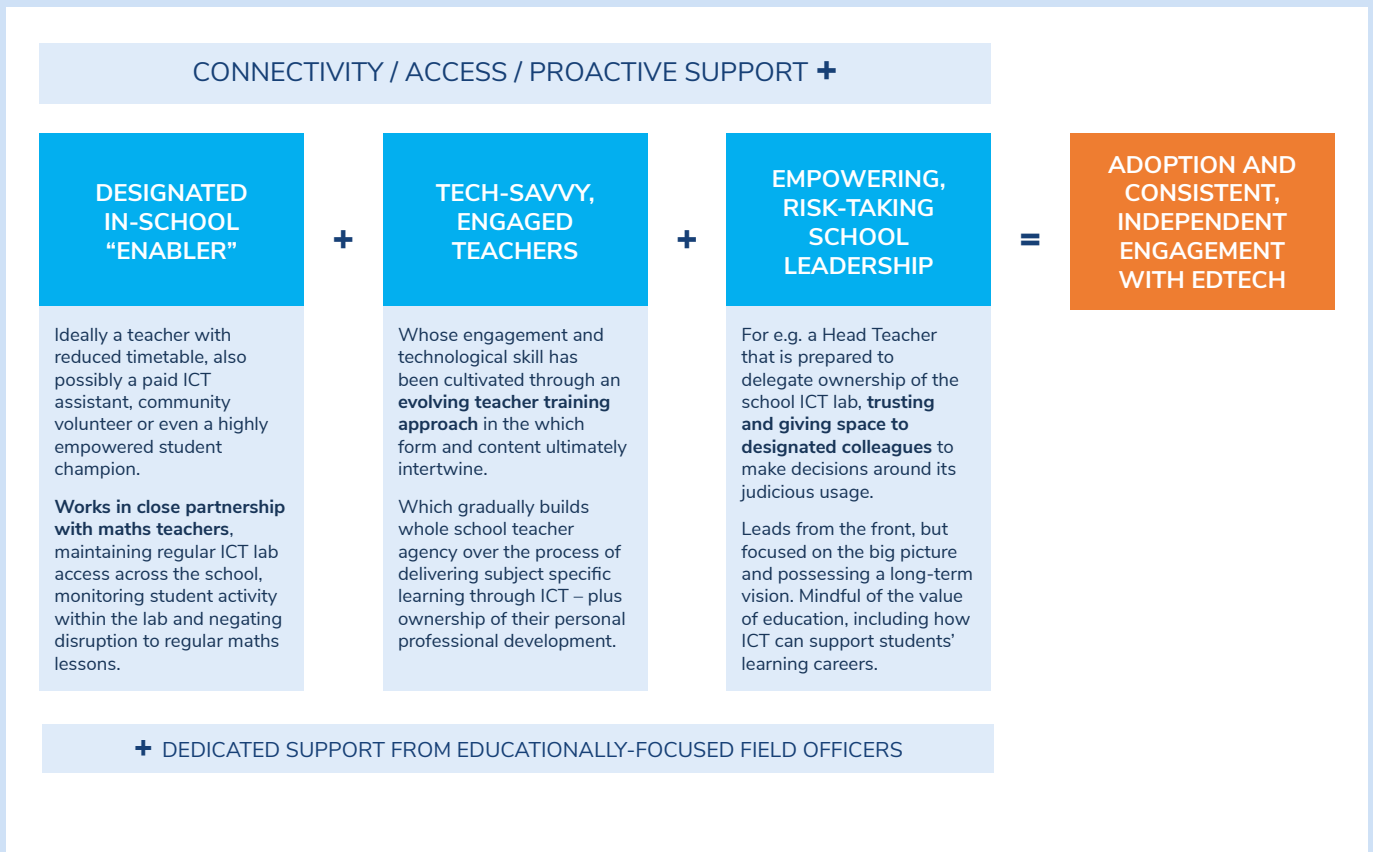 CONNECTIVITY / ACCESS / PROACTIVE SUPPORT +
DESIGNATED
IN-SCHOOL
“ENABLER”
+
TECH-SAVVY,
ENGAGED
TEACHERS
+
EMPOWERING,
RISK-TAKING
SCHOOL
LEADERSHIP
=
ADOPTION AND
CONSISTENT,
INDEPENDENT
ENGAGEMENT
WITH EDTECH
Ideally a teacher with
reduced timetable, also
possibly a paid ICT
assistant, community
volunteer or even a highly
empowered student
champion.
Works in close partnership
with maths teachers,
maintaining regular ICT lab
access across the school,
monitoring student activity
within the lab and negating
disruption to regular maths
lessons.
Whose engagement and
technological skill has
been cultivated through an
evolving teacher training
approach in the which
form and content ultimately
intertwine.
Which gradually builds
whole school teacher
agency over the process of
delivering subject specific
learning through ICT – plus
ownership of their personal
professional development.
For e.g. a Head Teacher
that is prepared to
delegate ownership of the
school ICT lab, trusting
and giving space to
designated colleagues to
make decisions around its
judicious usage.
Leads from the front, but
focused on the big picture
and possessing a long-term
vision. Mindful of the value
of education, including how
ICT can support students’
learning careers.
+ DEDICATED SUPPORT FROM EDUCATIONALLY-FOCUSED FIELD OFFICERS